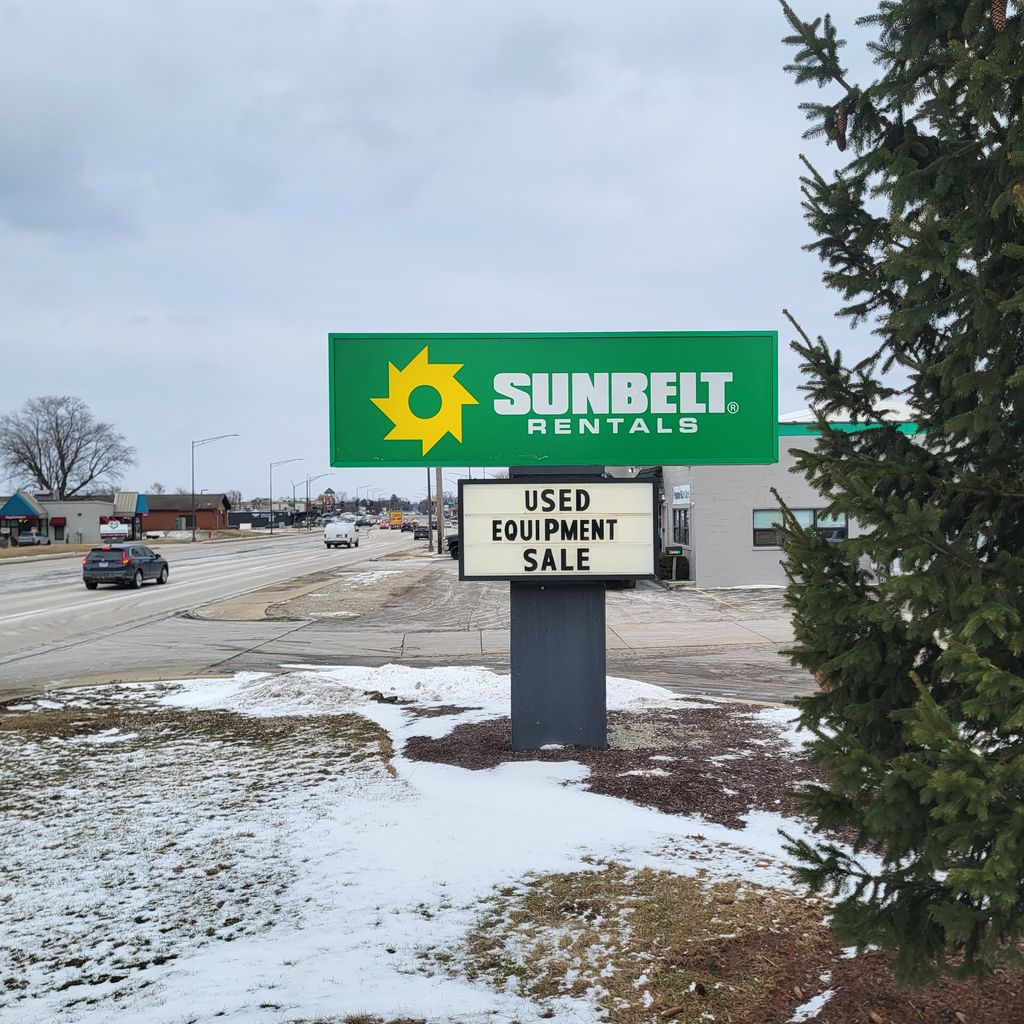 SUNBELT®
RENTALS
USED
EQUIPMENT
SALE